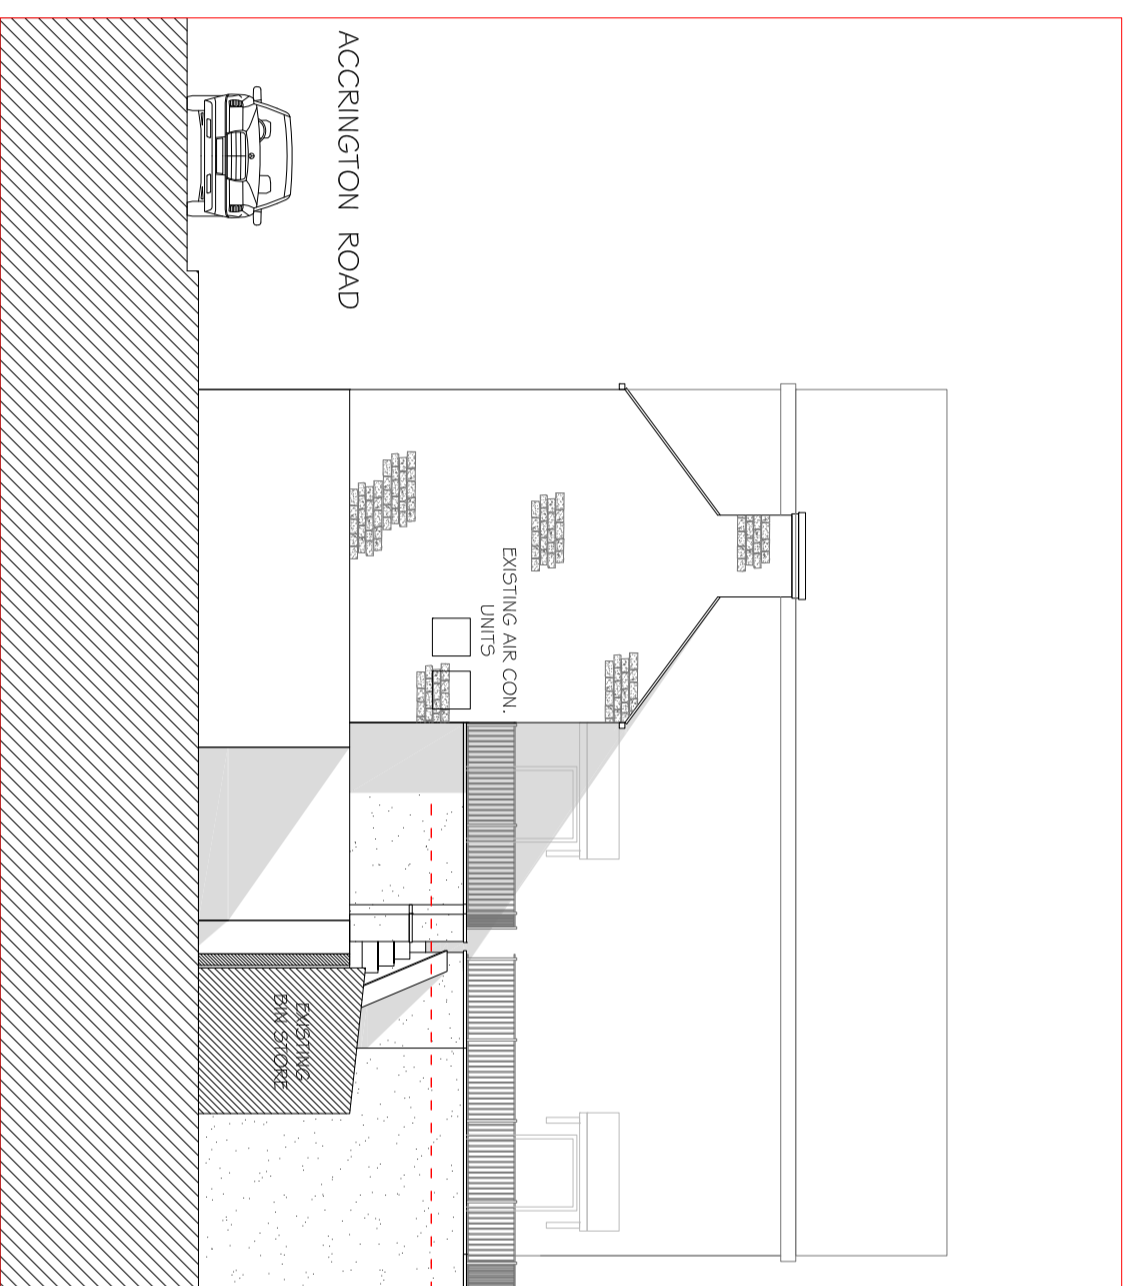 ACCRINGTON ROAD
EXISTING AIR CON.
UNITS
EXISTING
BIN STORE